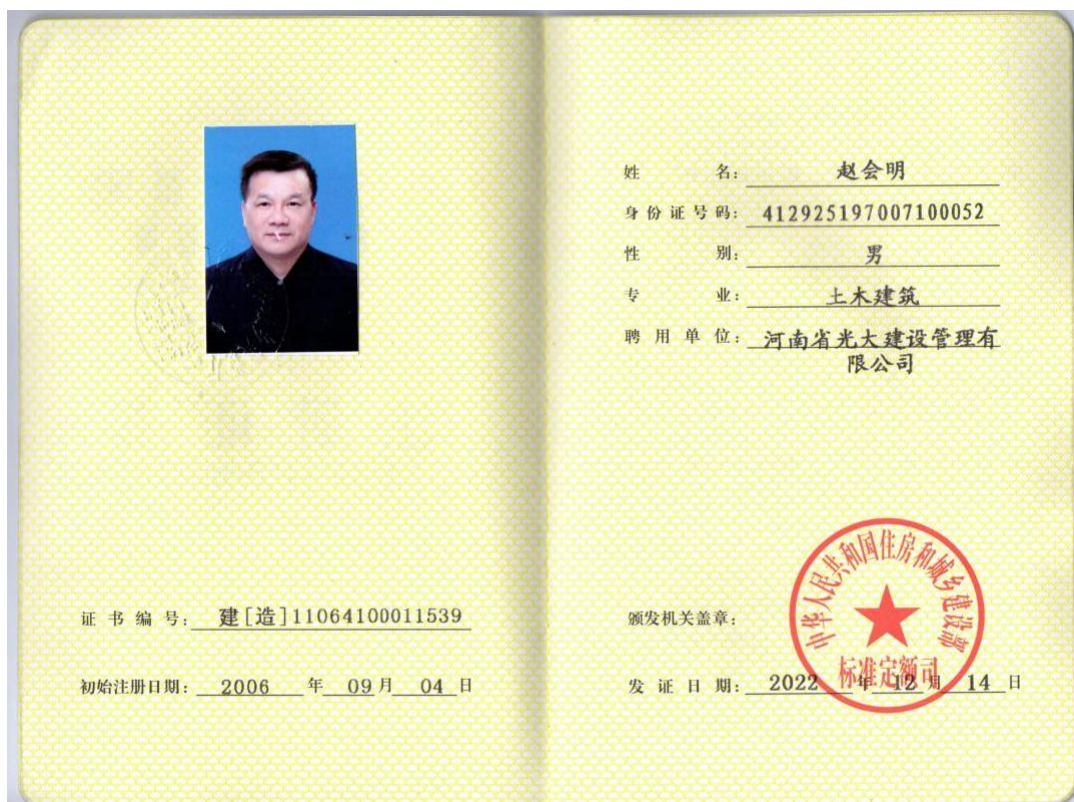 证书编号：建[造]11064100011539
初始注册日期：2006年09月04日
姓名：赵会明
身份证号码：412925197007100052
性别：男
专业：土木建筑
聘用单位：河南省光大建设管理有
限公司
颁发机关盖章：
中华人民共和国住房和城乡建设部
标准定额司
发证日期：2022年12月14日